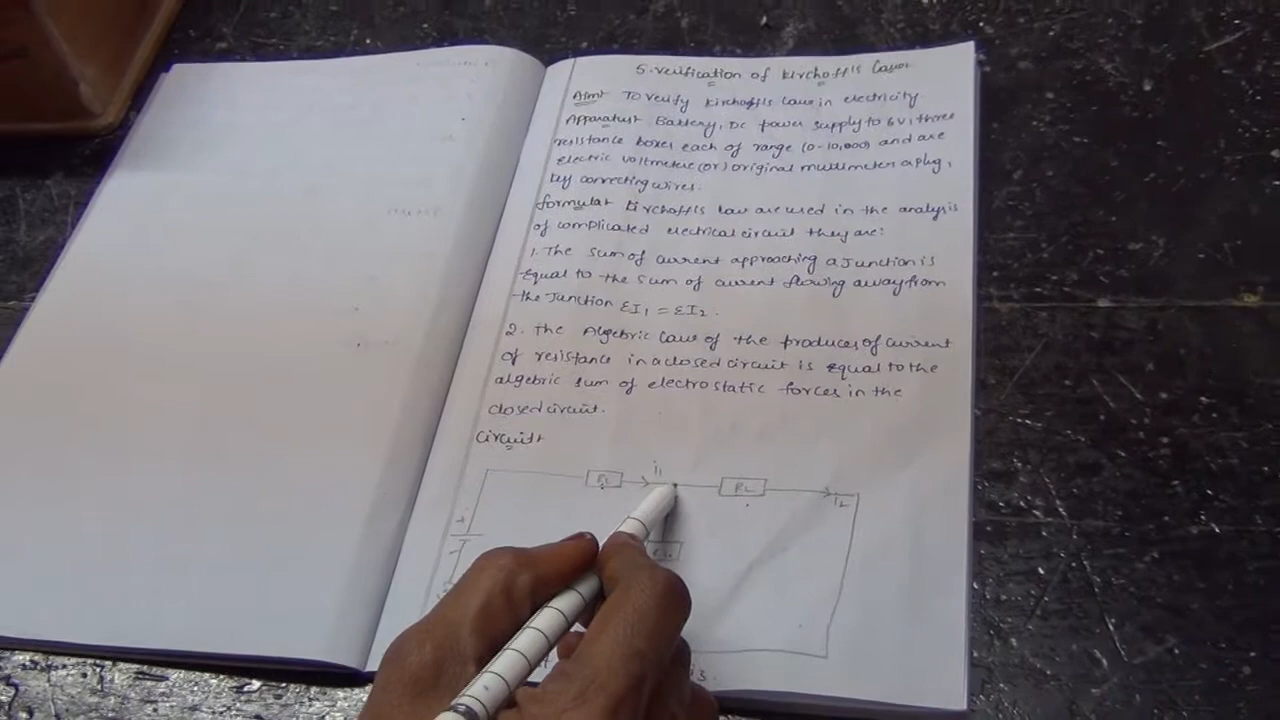 5. Verification of Kirchoff's Laws
Aim:- To verify Kirchoff's Laws in electricity
Apparatus:- Battery, DC power supply to 6V, three
resistance boxes each of range (0-10,000) and are
electric voltmeter (or) original multimeter a plug,
key connecting wires.
formula:- Kirchoff's law are used in the analysis
of complicated electrical circuit they are:
1. The sum of current approaching a Junction is
Equal to the sum of current flowing away from
the Junction ΣI₁ = ΣI₂.
2. The Algebric Law of the produces of current
of resistance in a closed circuit is Equal to the
algebric sum of electrostatic forces in the
closed circuit.
Circuit:-
i₁
RL
i₂
+